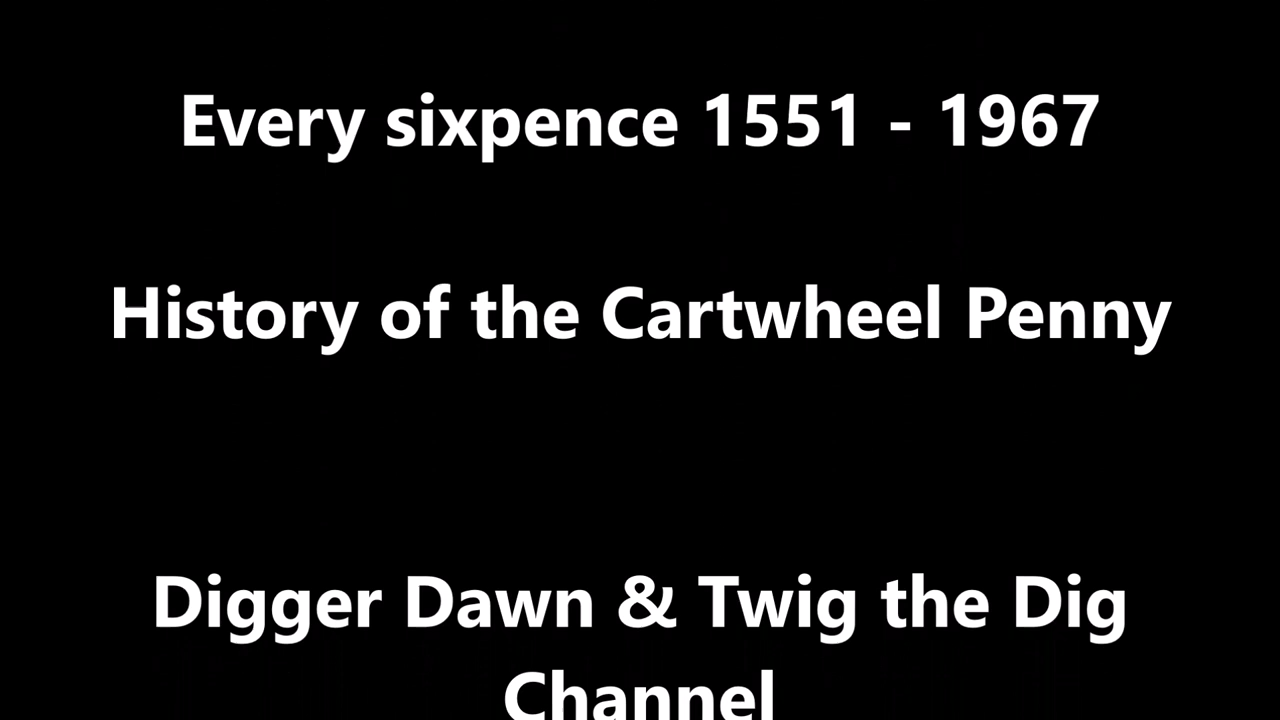 Every sixpence 1551 - 1967
History of the Cartwheel Penny
Digger Dawn & Twig the Dig
Channel